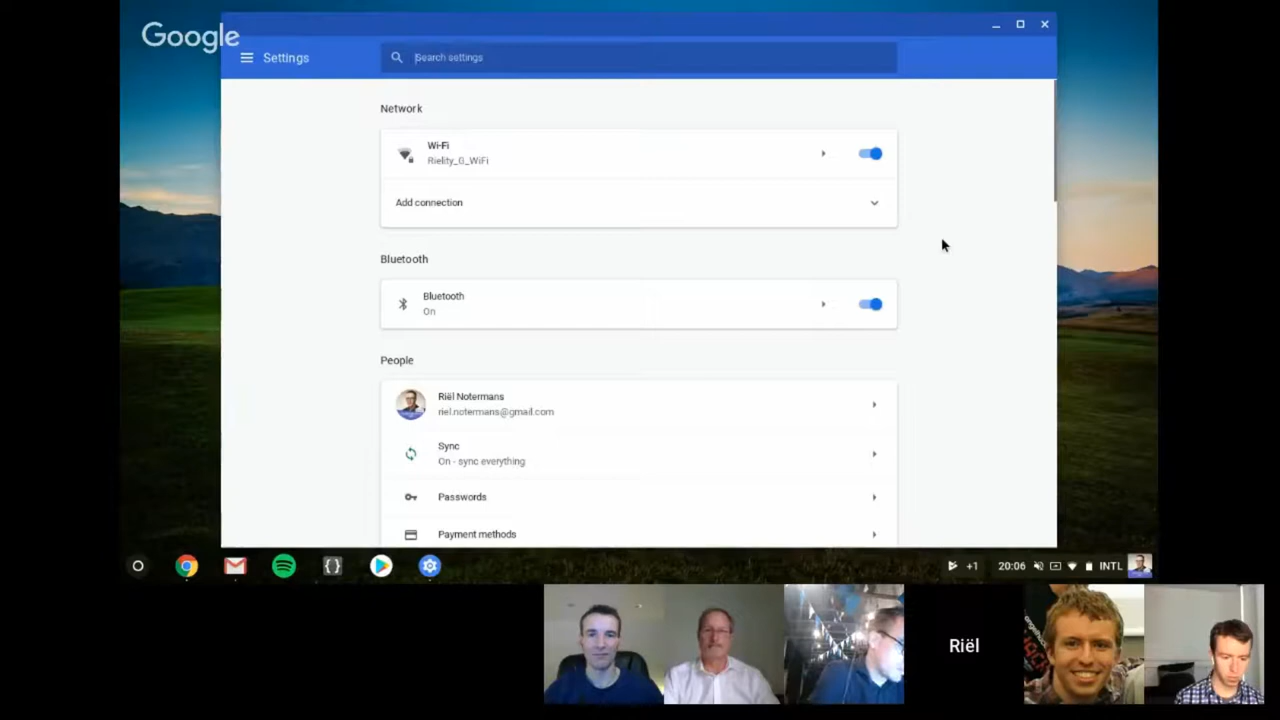 Google
Settings
Search settings
Network
Wi-Fi
Rielity_G_WiFi
Add connection
Bluetooth
Bluetooth
On
People
Riël Notermans
riel.notermans@gmail.com
Sync
On - sync everything
Passwords
Payment methods
+1
20:06
INTL
Riël